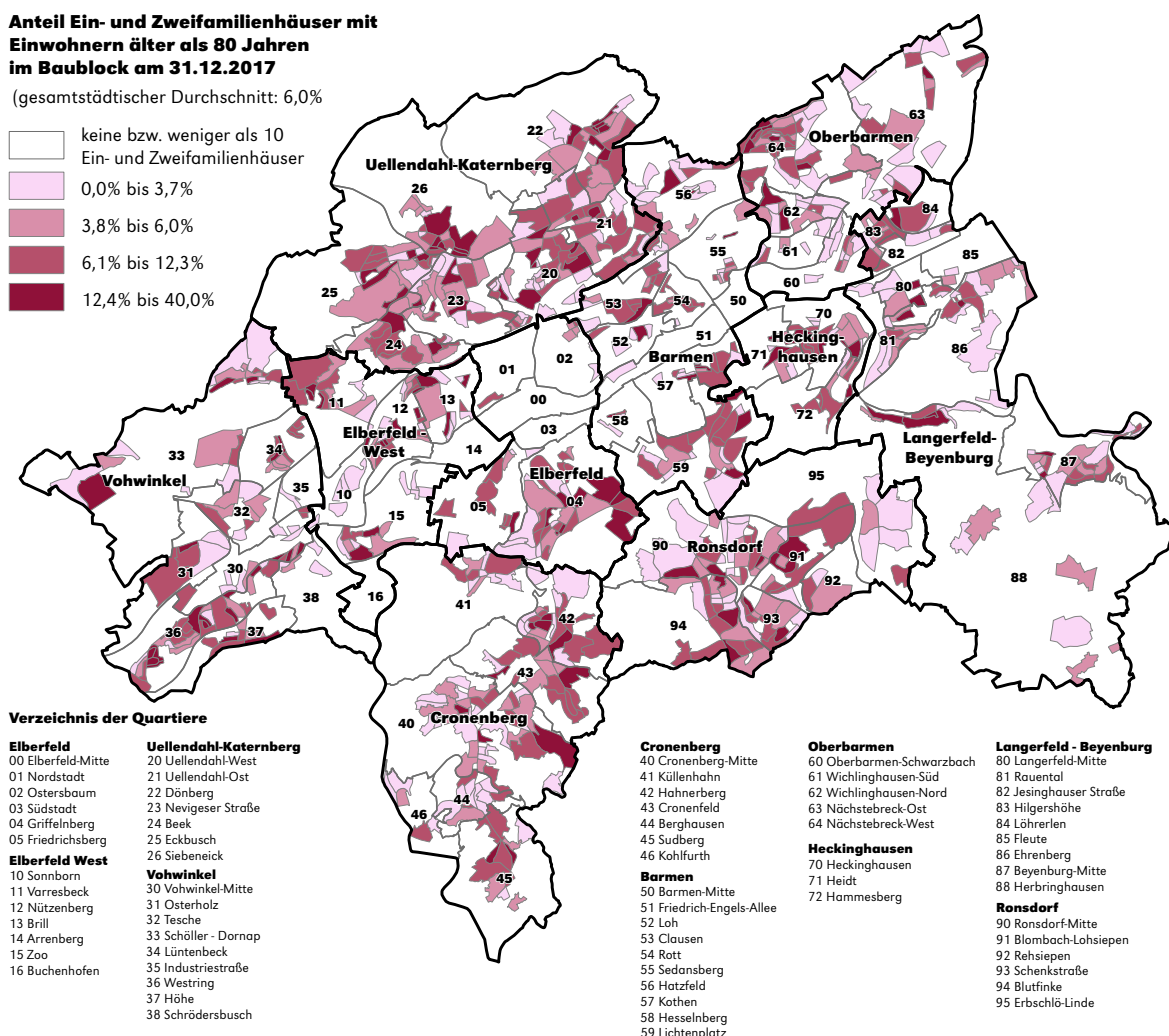 Anteil Ein- und Zweifamilienhäuser mit
Einwohnern älter als 80 Jahren
im Baublock am 31.12.2017
(gesamtstädtischer Durchschnitt: 6,0%
keine bzw. weniger als 10
Ein- und Zweifamilienhäuser
0,0% bis 3,7%
3,8% bis 6,0%
6,1% bis 12,3%
12,4% bis 40,0%
63
22
Oberbarmen
64
Uellendahl-Katernberg
26
56
62
84
21
83
55
61
82
85
20
60
80
25
23
53
54
50
70
24
52
51
Hecking-
hausen
81
86
02
Barmen
71
01
57
11
12
13
00
72
58
03
Elberfeld -
West
14
34
33
Langerfeld-
Beyenburg
87
59
Elberfeld
95
Vohwinkel
35
10
05
04
32
15
90
Ronsdorf
91
31
30
88
92
38
16
41
36
37
42
94
93
43
40
Cronenberg
44
46
45
Verzeichnis der Quartiere
Elberfeld
00 Elberfeld-Mitte
01 Nordstadt
02 Ostersbaum
03 Südstadt
04 Griffelnberg
05 Friedrichsberg
Elberfeld West
10 Sonnborn
11 Varresbeck
12 Nützenberg
13 Brill
14 Arrenberg
15 Zoo
16 Buchenhofen
Uellendahl-Katernberg
20 Uellendahl-West
21 Uellendahl-Ost
22 Dönberg
23 Nevigeser Straße
24 Beek
25 Eckbusch
26 Siebeneick
Vohwinkel
30 Vohwinkel-Mitte
31 Osterholz
32 Tesche
33 Schöller - Dornap
34 Lüntenbeck
35 Industriestraße
36 Westring
37 Höhe
38 Schrödersbusch
Cronenberg
40 Cronenberg-Mitte
41 Küllenhahn
42 Hahnerberg
43 Cronenfeld
44 Berghausen
45 Sudberg
46 Kohlfurth
Barmen
50 Barmen-Mitte
51 Friedrich-Engels-Allee
52 Loh
53 Clausen
54 Rott
55 Sedansberg
56 Hatzfeld
57 Kothen
58 Hesselnberg
59 Lichtenplatz
Oberbarmen
60 Oberbarmen-Schwarzbach
61 Wichlinghausen-Süd
62 Wichlinghausen-Nord
63 Nächstebreck-Ost
64 Nächstebreck-West
Heckinghausen
70 Heckinghausen
71 Heidt
72 Hammesberg
Langerfeld - Beyenburg
80 Langerfeld-Mitte
81 Rauental
82 Jesinghauser Straße
83 Hilgershöhe
84 Löhrerlen
85 Fleute
86 Ehrenberg
87 Beyenburg-Mitte
88 Herbringhausen
Ronsdorf
90 Ronsdorf-Mitte
91 Blombach-Lohsiepen
92 Rehsiepen
93 Schenkstraße
94 Blutfinke
95 Erbschlö-Linde